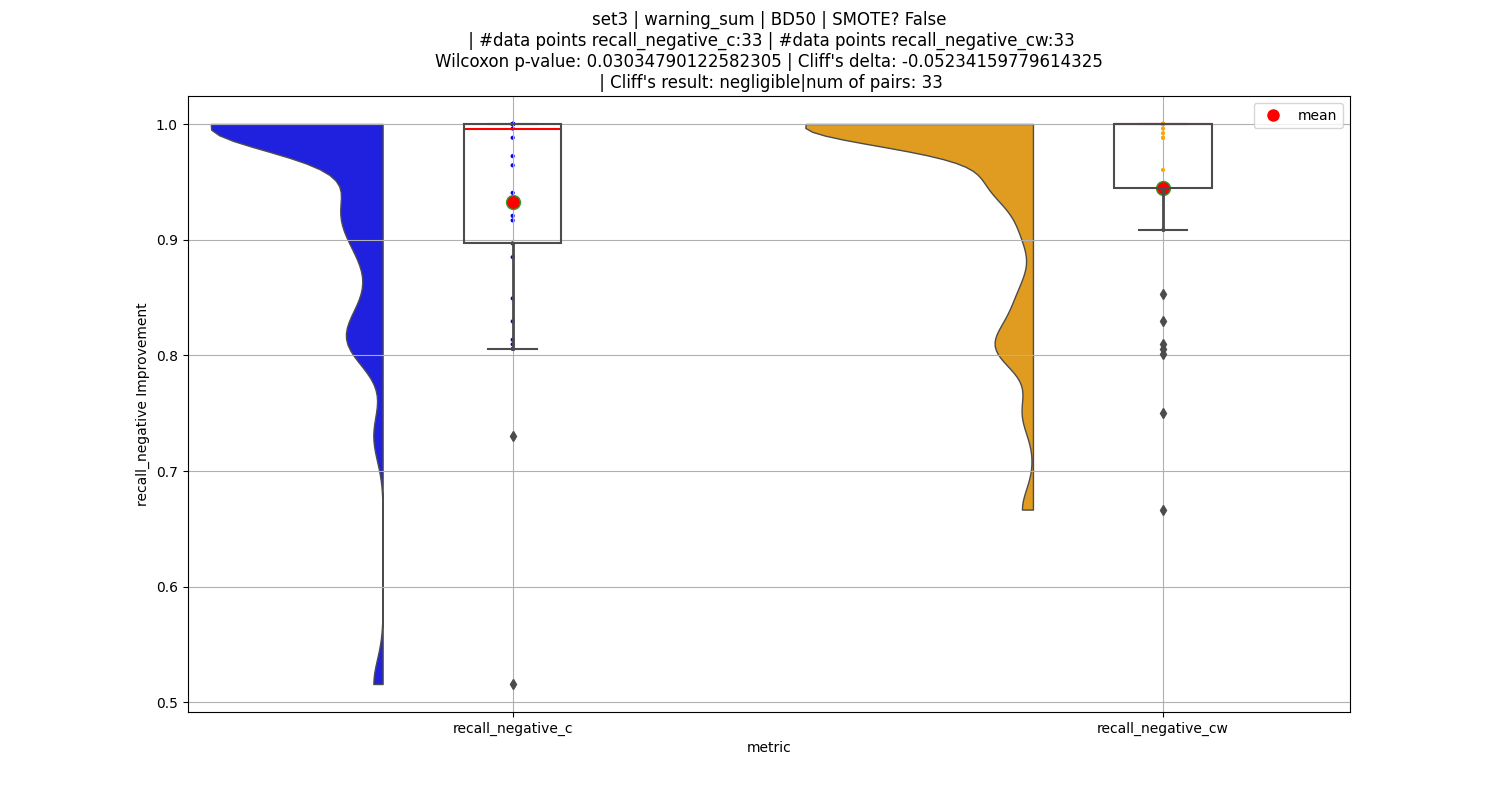 set3 | warning_sum | BD50 | SMOTE? False
| #data points recall_negative_c:33 | #data points recall_negative_cw:33
Wilcoxon p-value: 0.03034790122582305 | Cliff's delta: -0.05234159779614325
| Cliff's result: negligible|num of pairs: 33
mean
1.0
0.9
0.8
0.7
0.6
0.5
recall_negative Improvement
recall_negative_c
recall_negative_cw
metric